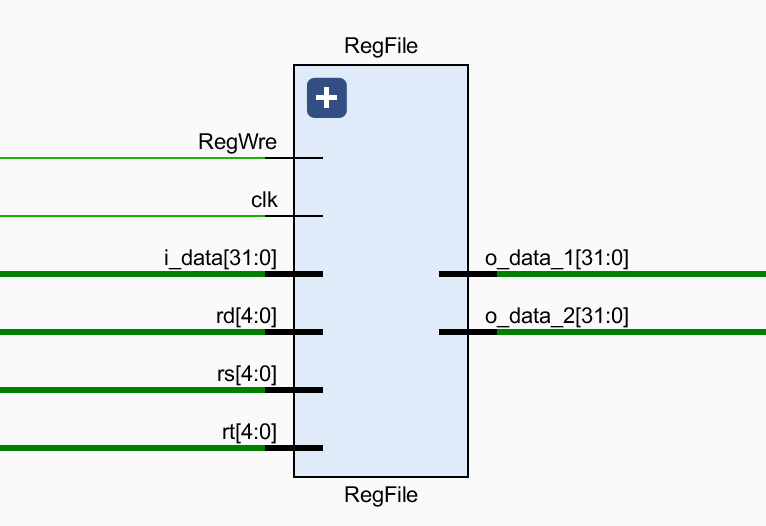 RegFile
RegWre
clk
i_data[31:0]
o_data_1[31:0]
rd[4:0]
o_data_2[31:0]
rs[4:0]
rt[4:0]
RegFile